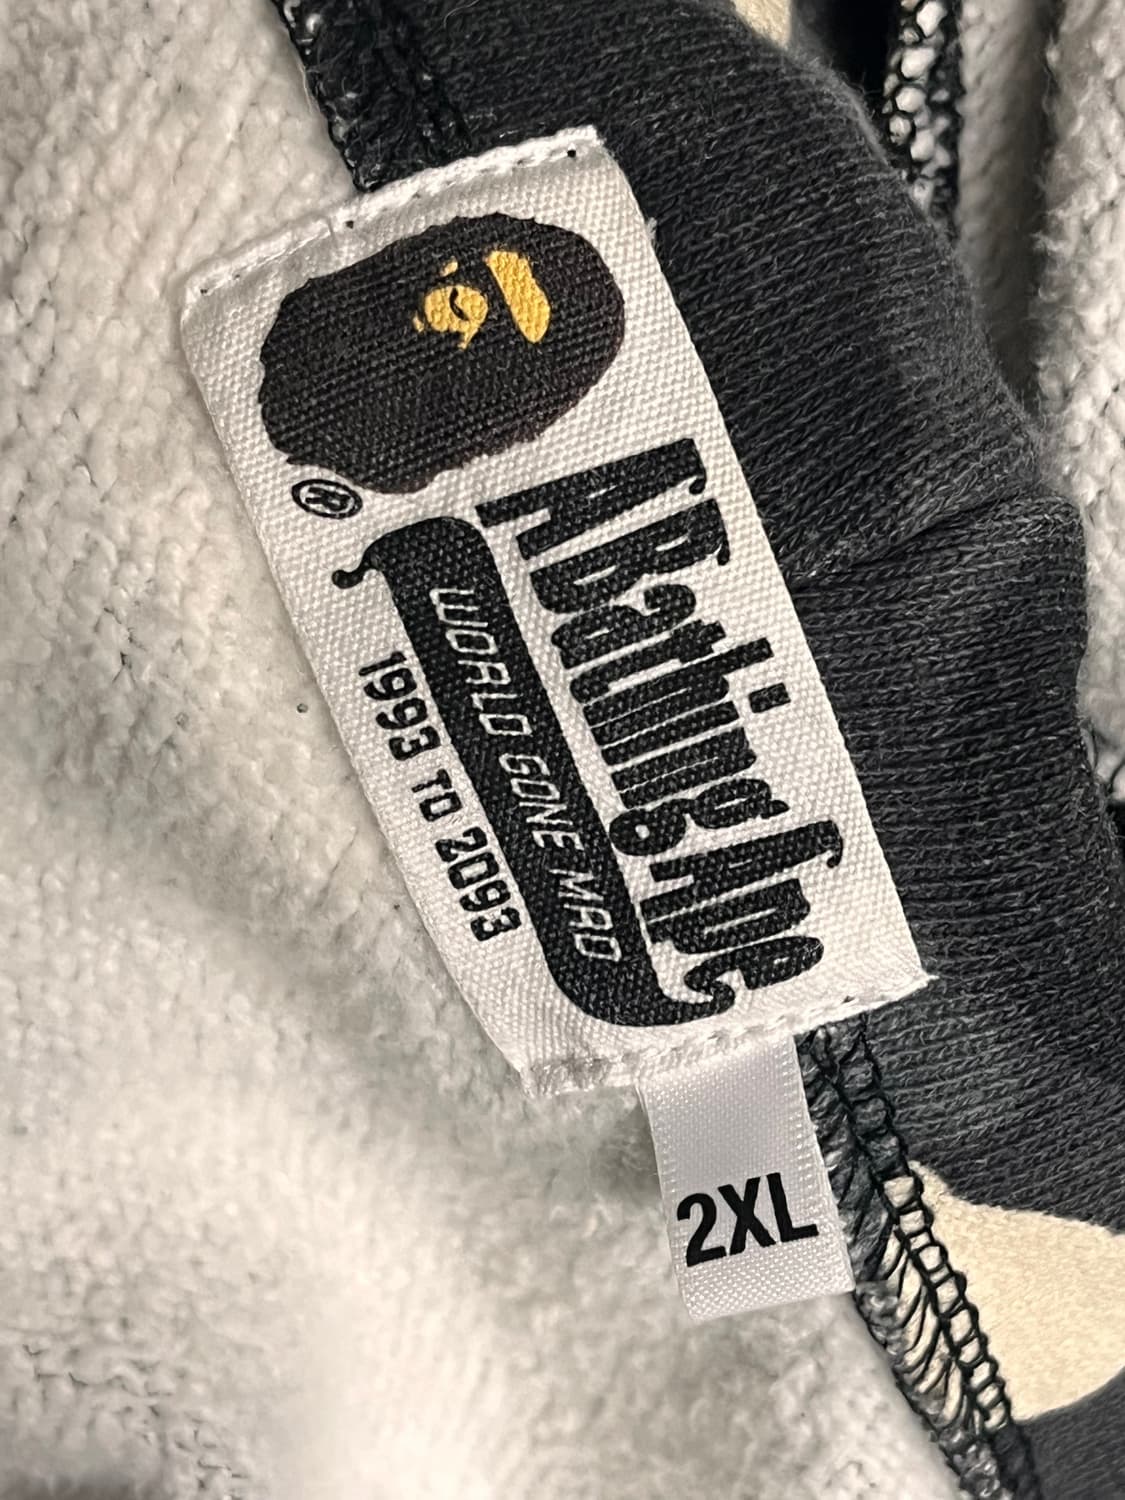 ®
A Bathing Ape
WORLD GONE MAD
1993 TO 2093
2XL